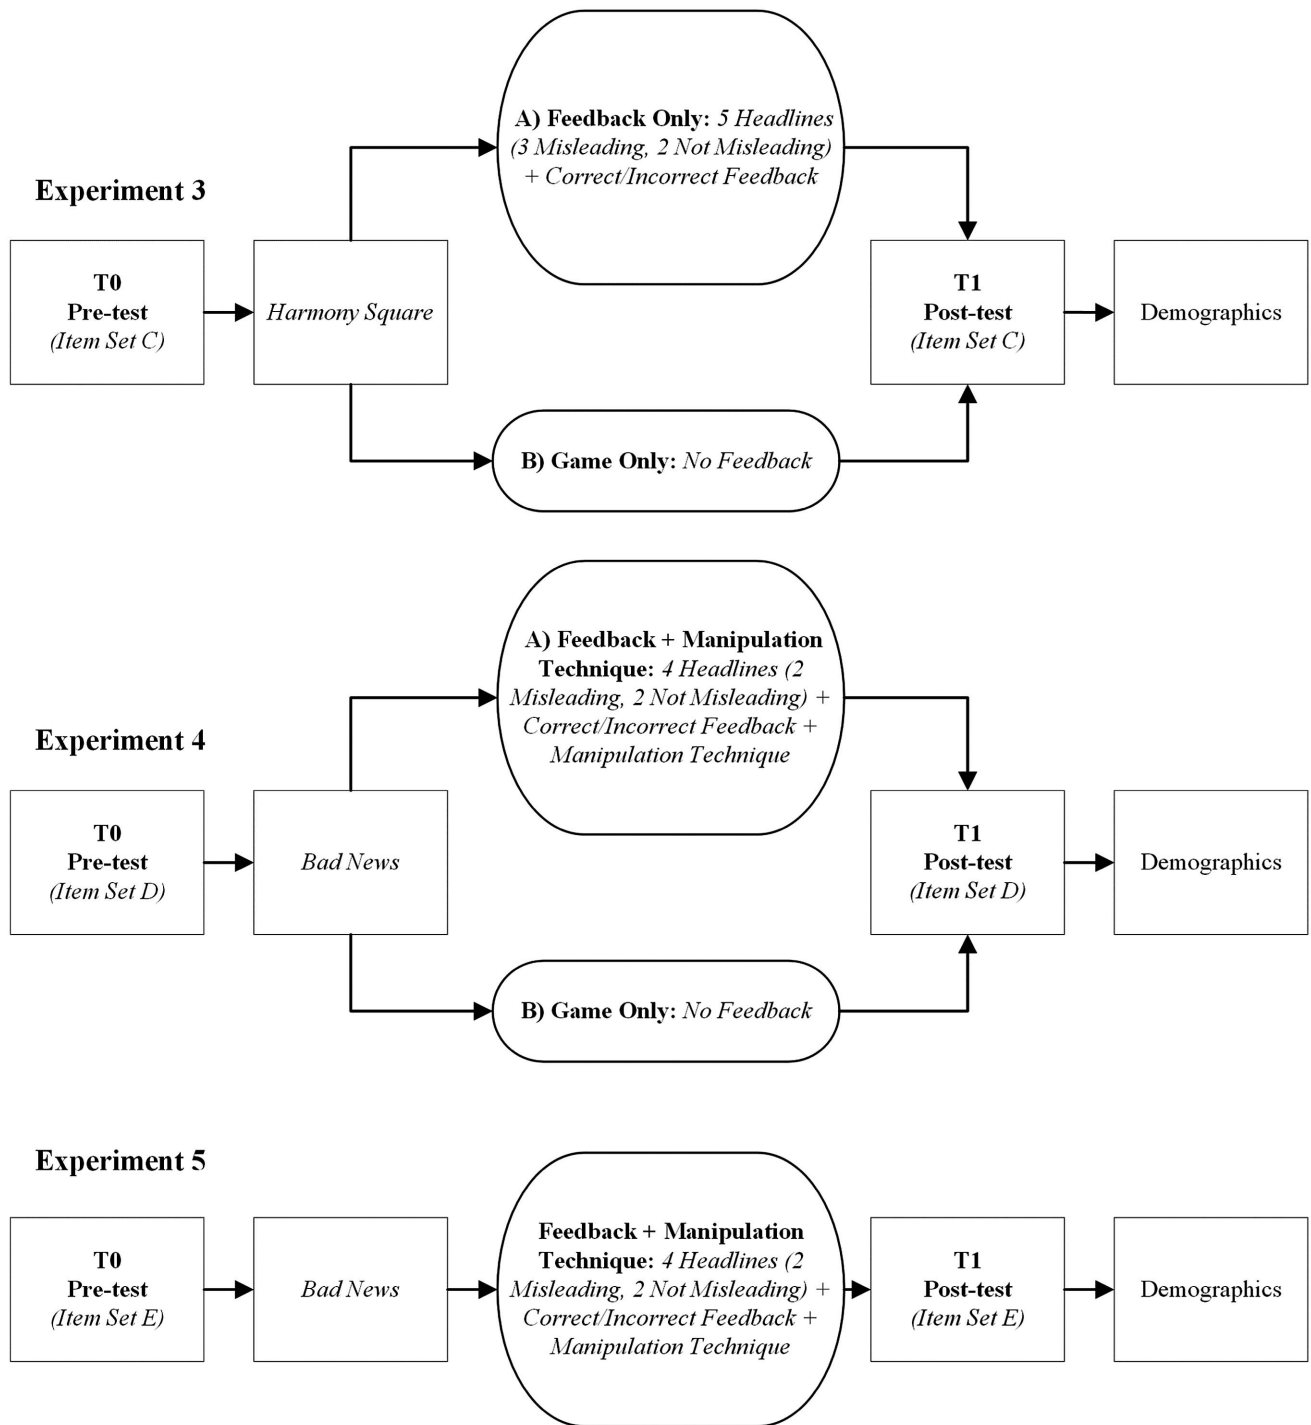 Experiment 3
T0
Pre-test
(Item Set C)
Harmony Square
A) Feedback Only: 5 Headlines
(3 Misleading, 2 Not Misleading)
+ Correct/Incorrect Feedback
B) Game Only: No Feedback
T1
Post-test
(Item Set C)
Demographics
Experiment 4
T0
Pre-test
(Item Set D)
Bad News
A) Feedback + Manipulation
Technique: 4 Headlines (2
Misleading, 2 Not Misleading) +
Correct/Incorrect Feedback +
Manipulation Technique
B) Game Only: No Feedback
T1
Post-test
(Item Set D)
Demographics
Experiment 5
T0
Pre-test
(Item Set E)
Bad News
Feedback + Manipulation
Technique: 4 Headlines (2
Misleading, 2 Not Misleading) +
Correct/Incorrect Feedback +
Manipulation Technique
T1
Post-test
(Item Set E)
Demographics